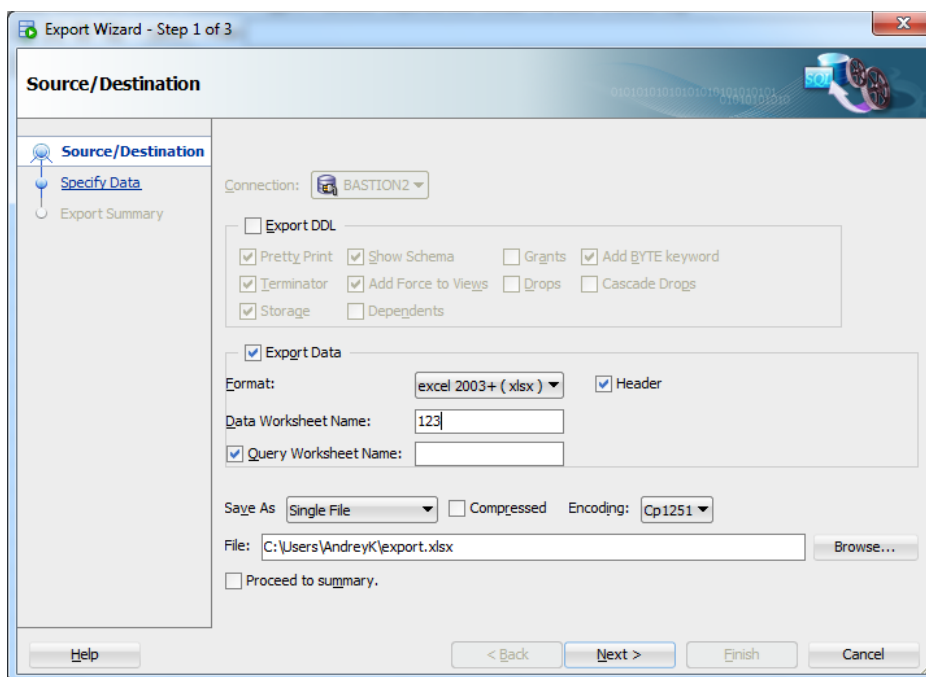 Export Wizard - Step 1 of 3
Source/Destination
0101010101010101010101010101
01010101010
SQL
Source/Destination
Specify Data
Export Summary
Connection: BASTION2
Export DDL
Pretty Print Show Schema Grants Add BYTE keyword
Terminator Add Force to Views Drops Cascade Drops
Storage Dependents
Export Data
Format: excel 2003+ ( xlsx ) Header
Data Worksheet Name: 123
Query Worksheet Name:
Save As Single File Compressed Encoding: Cp1251
File: C:\Users\AndreyK\export.xlsx Browse...
Proceed to summary.
Help < Back Next > Finish Cancel